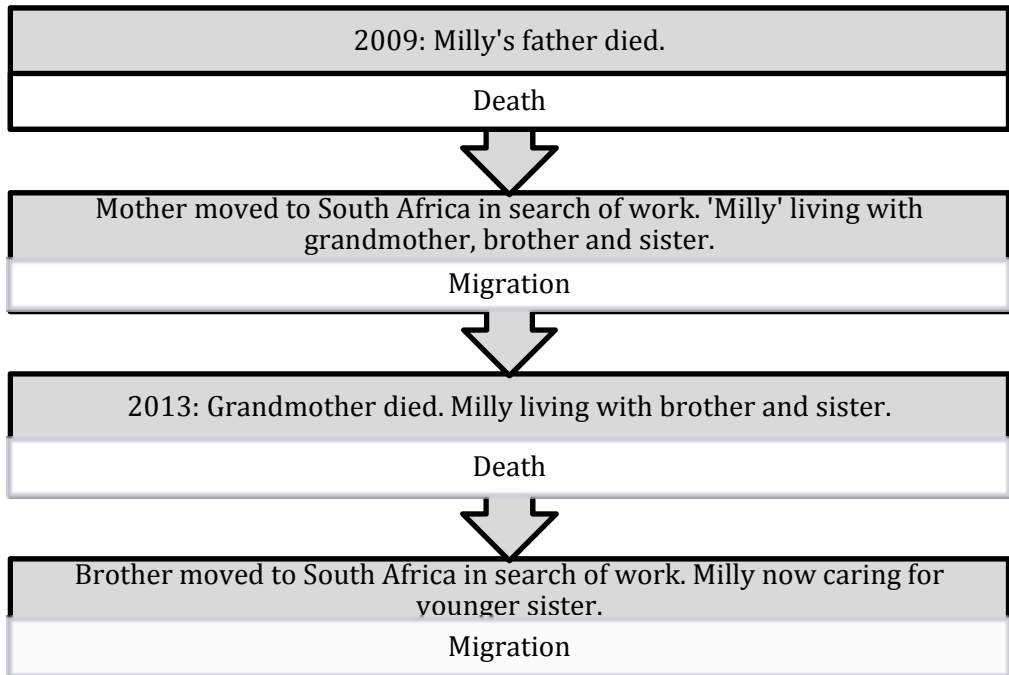 2009: Milly's father died.
Death
Mother moved to South Africa in search of work. 'Milly' living with
grandmother, brother and sister.
Migration
2013: Grandmother died. Milly living with brother and sister.
Death
Brother moved to South Africa in search of work. Milly now caring for
younger sister.
Migration